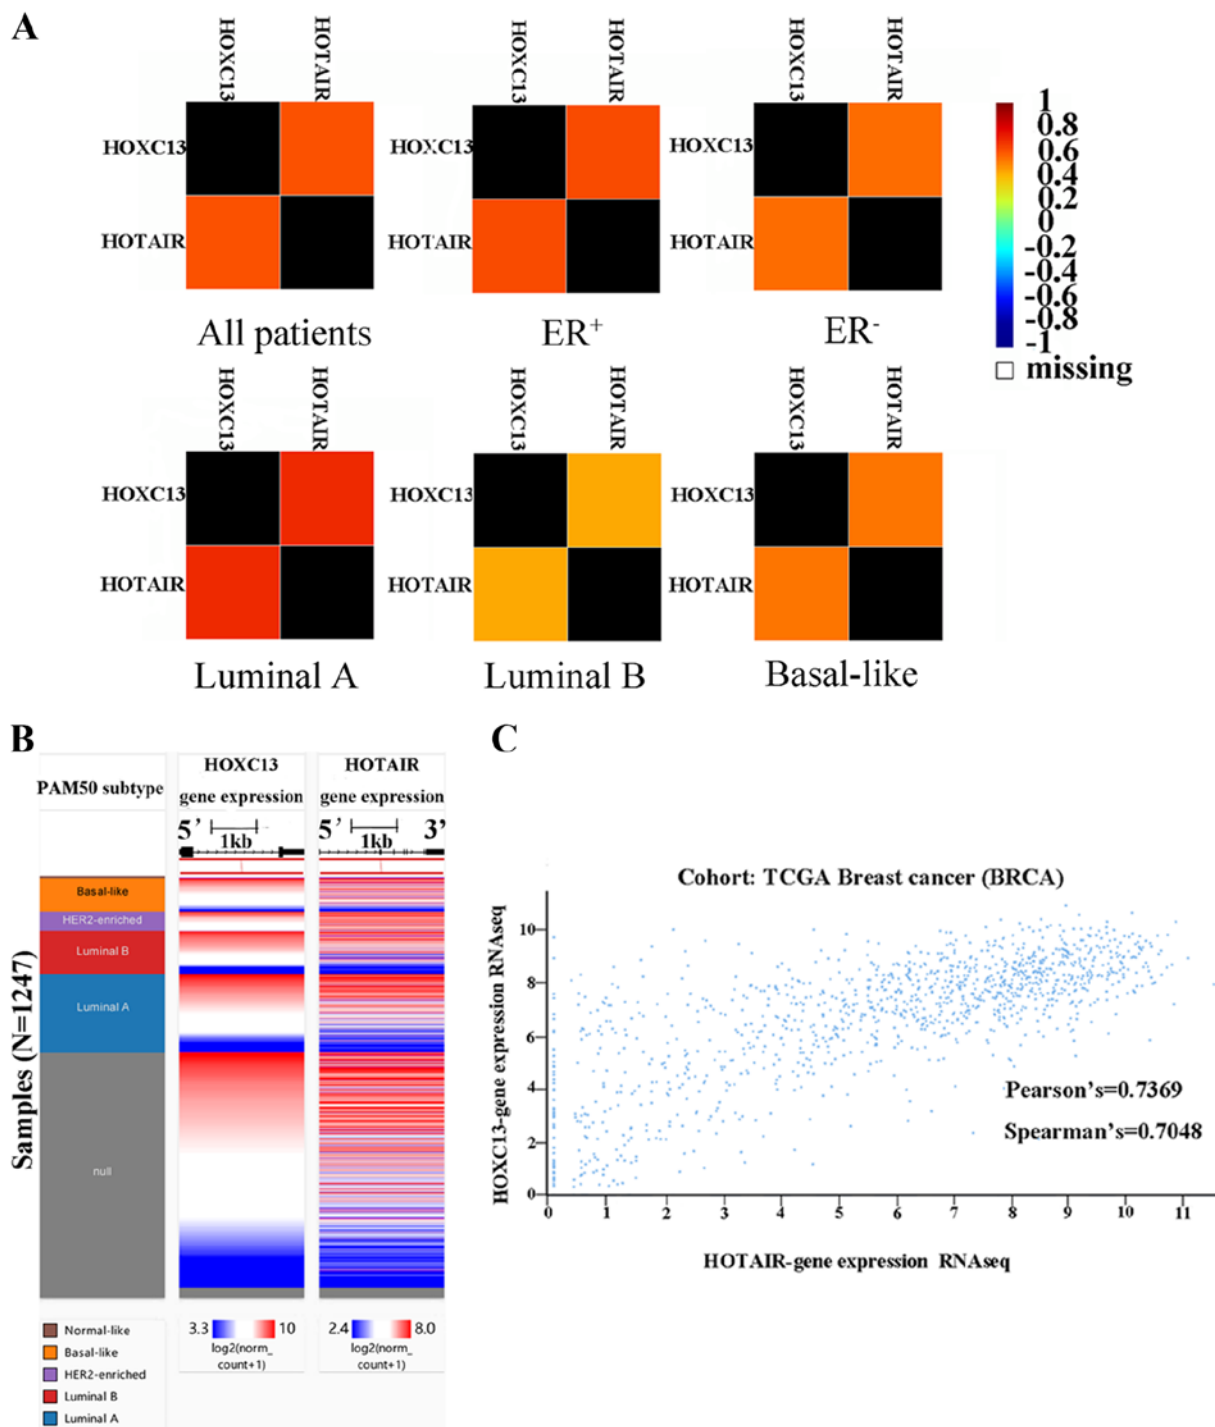 A
HOXC13
HOTAIR
HOXC13
HOTAIR
All patients
HOXC13
HOTAIR
HOXC13
HOTAIR
ER+
HOXC13
HOTAIR
HOXC13
HOTAIR
ER-
1
0.8
0.6
0.4
0.2
0
-0.2
-0.4
-0.6
-0.8
-1
missing
HOXC13
HOTAIR
HOXC13
HOTAIR
Luminal A
HOXC13
HOTAIR
HOXC13
HOTAIR
Luminal B
HOXC13
HOTAIR
HOXC13
HOTAIR
Basal-like
B
Samples (N=1247)
PAM50 subtype
HOXC13
gene expression
5’
1kb
HOTAIR
gene expression
5’ 3’
1kb
Basal-like
HER2-enriched
Luminal B
Luminal A
null
Normal-like
Basal-like
HER2-enriched
Luminal B
Luminal A
3.3 10
log2(norm_
count+1)
2.4 8.0
log2(norm_
count+1)
C
Cohort: TCGA Breast cancer (BRCA)
HOXC13-gene expression RNAseq
10
8
6
4
2
0
Pearson’s=0.7369
Spearman’s=0.7048
0 1 2 3 4 5 6 7 8 9 10 11
HOTAIR-gene expression RNAseq